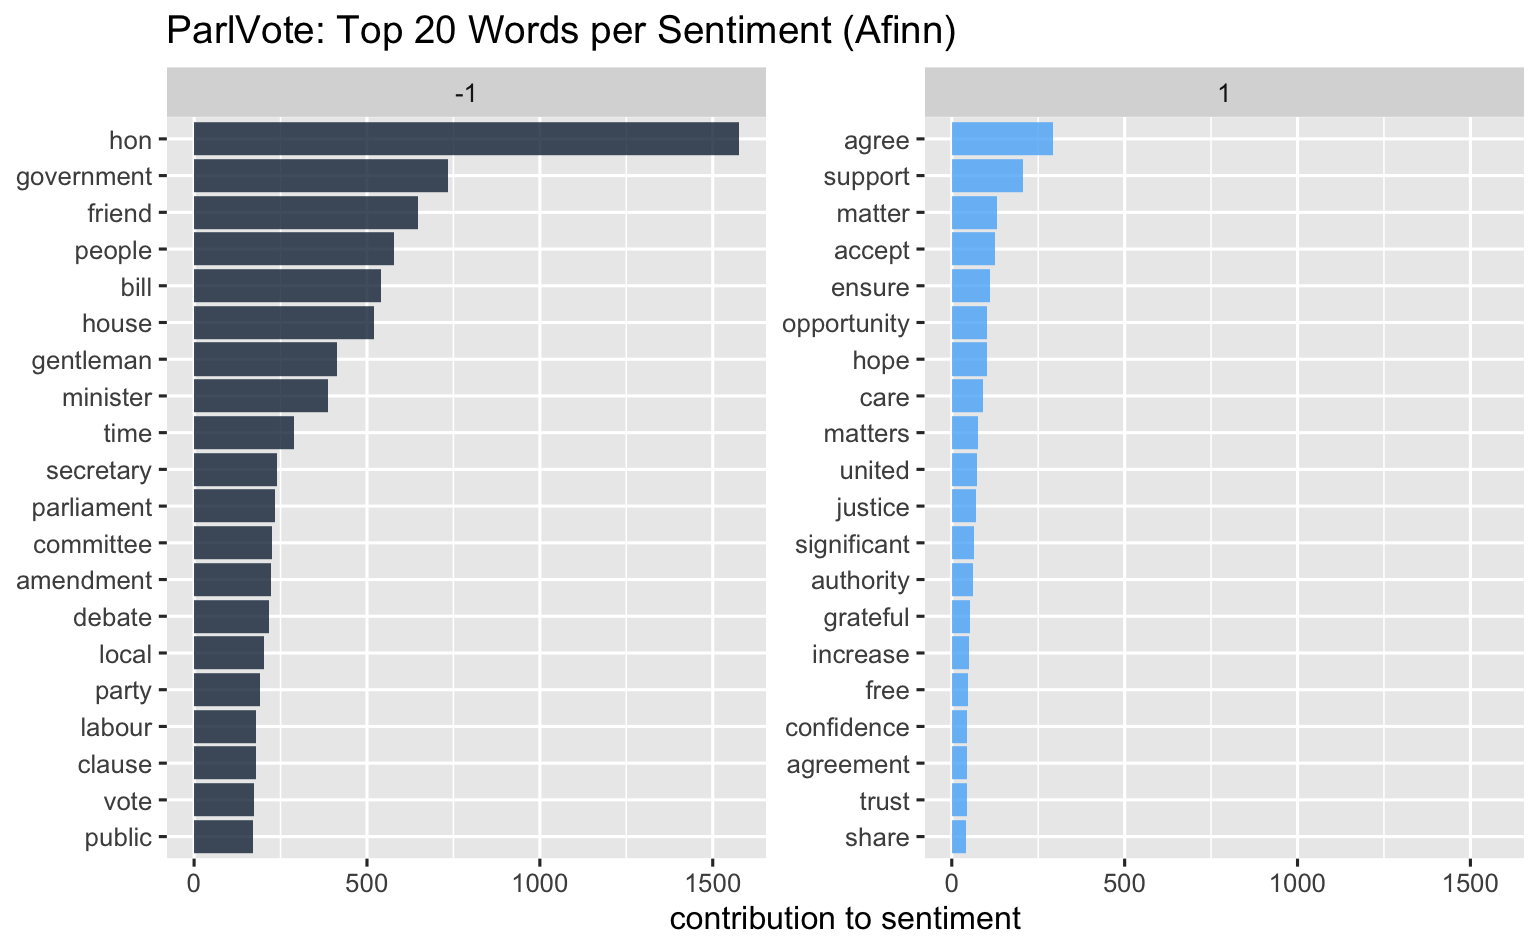 ParlVote: Top 20 Words per Sentiment (Afinn)
-1
hon
government
friend
people
bill
house
gentleman
minister
time
secretary
parliament
committee
amendment
debate
local
party
labour
clause
vote
public
0 500 1000 1500
1
agree
support
matter
accept
ensure
opportunity
hope
care
matters
united
justice
significant
authority
grateful
increase
free
confidence
agreement
trust
share
0 500 1000 1500
contribution to sentiment